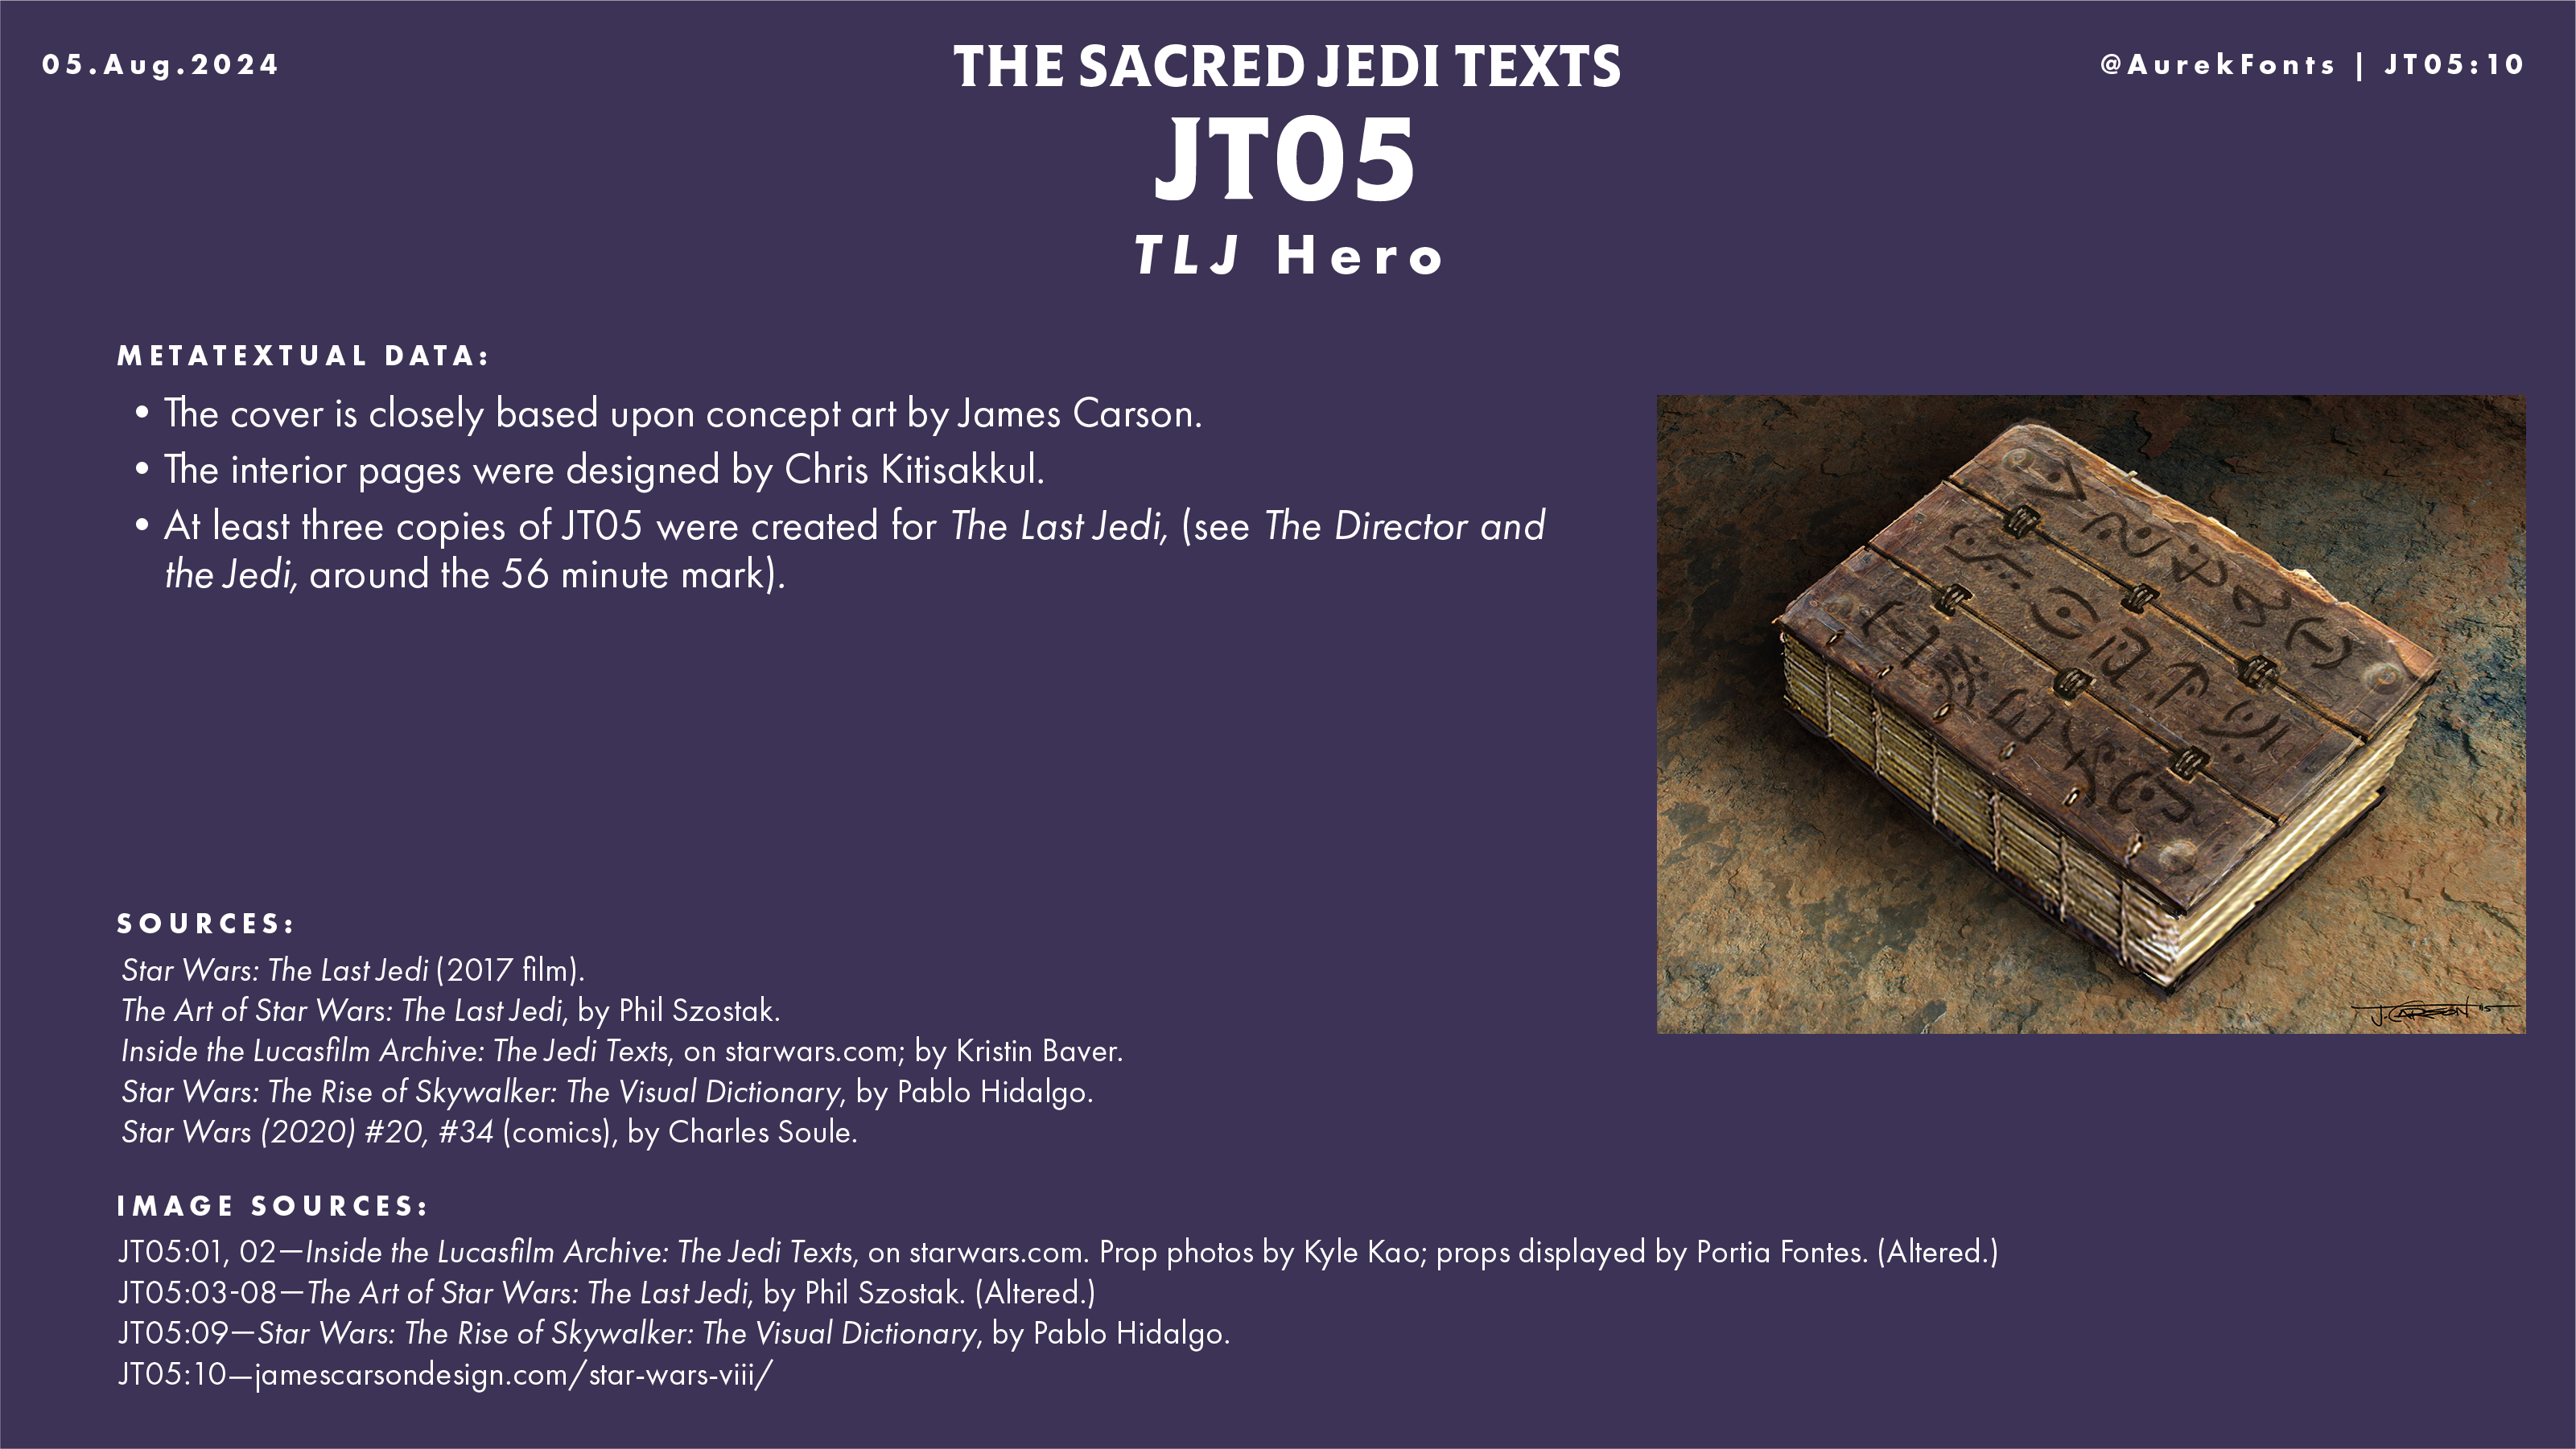 05.Aug.2024
THE SACRED JEDI TEXTS
@AurekFonts | JT05:10
JT05
TLJ Hero
METATEXTUAL DATA:
• The cover is closely based upon concept art by James Carson.
• The interior pages were designed by Chris Kitisakkul.
• At least three copies of JT05 were created for The Last Jedi, (see The Director and
the Jedi, around the 56 minute mark).
J. CARSON
SOURCES:
Star Wars: The Last Jedi (2017 film).
The Art of Star Wars: The Last Jedi, by Phil Szostak.
Inside the Lucasfilm Archive: The Jedi Texts, on starwars.com; by Kristin Baver.
Star Wars: The Rise of Skywalker: The Visual Dictionary, by Pablo Hidalgo.
Star Wars (2020) #20, #34 (comics), by Charles Soule.
IMAGE SOURCES:
JT05:01, 02—Inside the Lucasfilm Archive: The Jedi Texts, on starwars.com. Prop photos by Kyle Kao; props displayed by Portia Fontes. (Altered.)
JT05:03-08—The Art of Star Wars: The Last Jedi, by Phil Szostak. (Altered.)
JT05:09—Star Wars: The Rise of Skywalker: The Visual Dictionary, by Pablo Hidalgo.
JT05:10—jamescarsondesign.com/star-wars-viii/